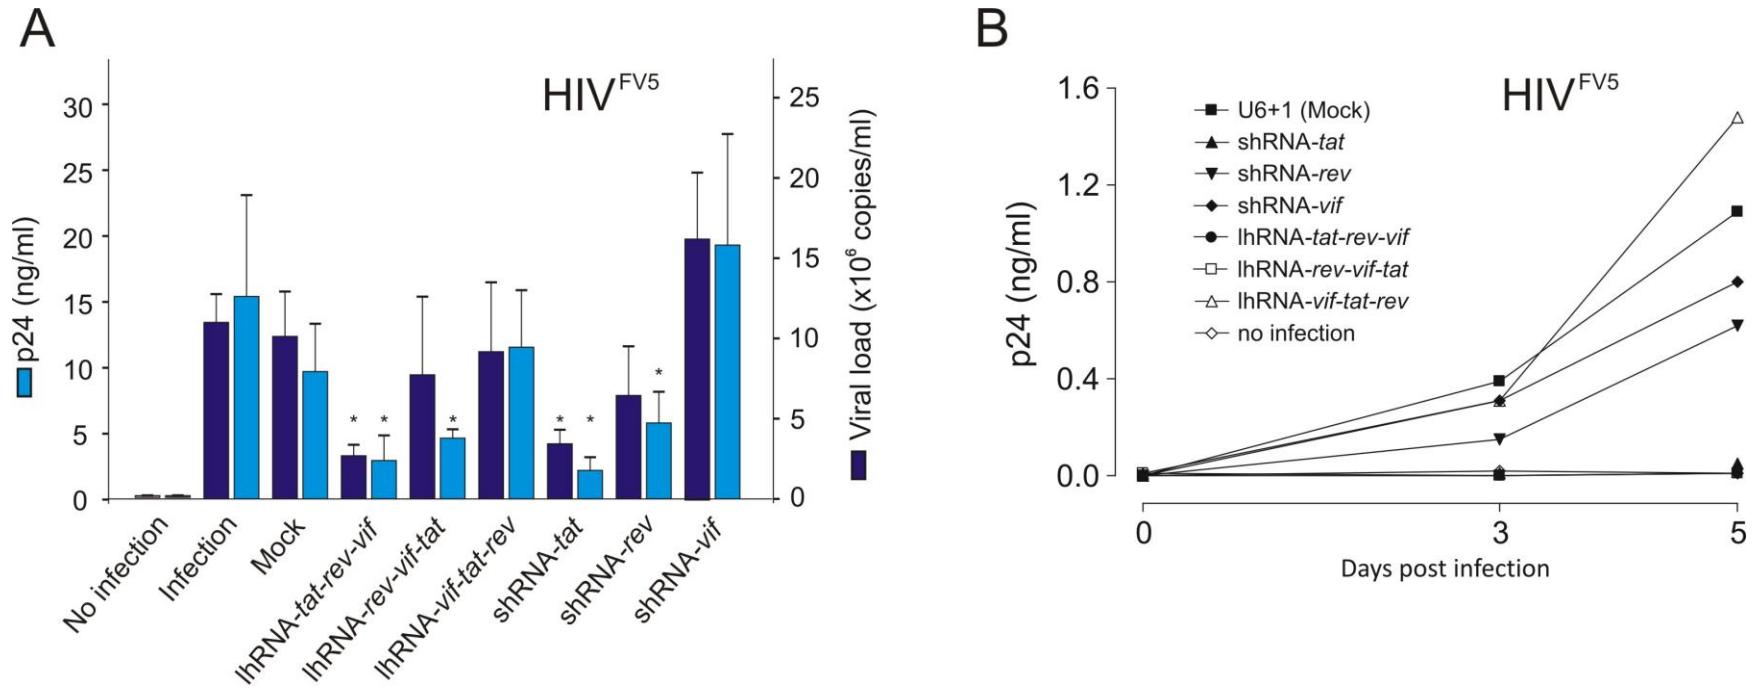 A
HIV^FV5
p24 (ng/ml)
30
25
20
15
10
5
0
25
20
15
10
5
0
Viral load (x10⁶ copies/ml)
*
*
*
*
*
*
No infection
Infection
Mock
lhRNA-tat-rev-vif
lhRNA-rev-vif-tat
lhRNA-vif-tat-rev
shRNA-tat
shRNA-rev
shRNA-vif
B
HIV^FV5
p24 (ng/ml)
1.6
1.2
0.8
0.4
0.0
U6+1 (Mock)
shRNA-tat
shRNA-rev
shRNA-vif
lhRNA-tat-rev-vif
lhRNA-rev-vif-tat
lhRNA-vif-tat-rev
no infection
0
3
5
Days post infection